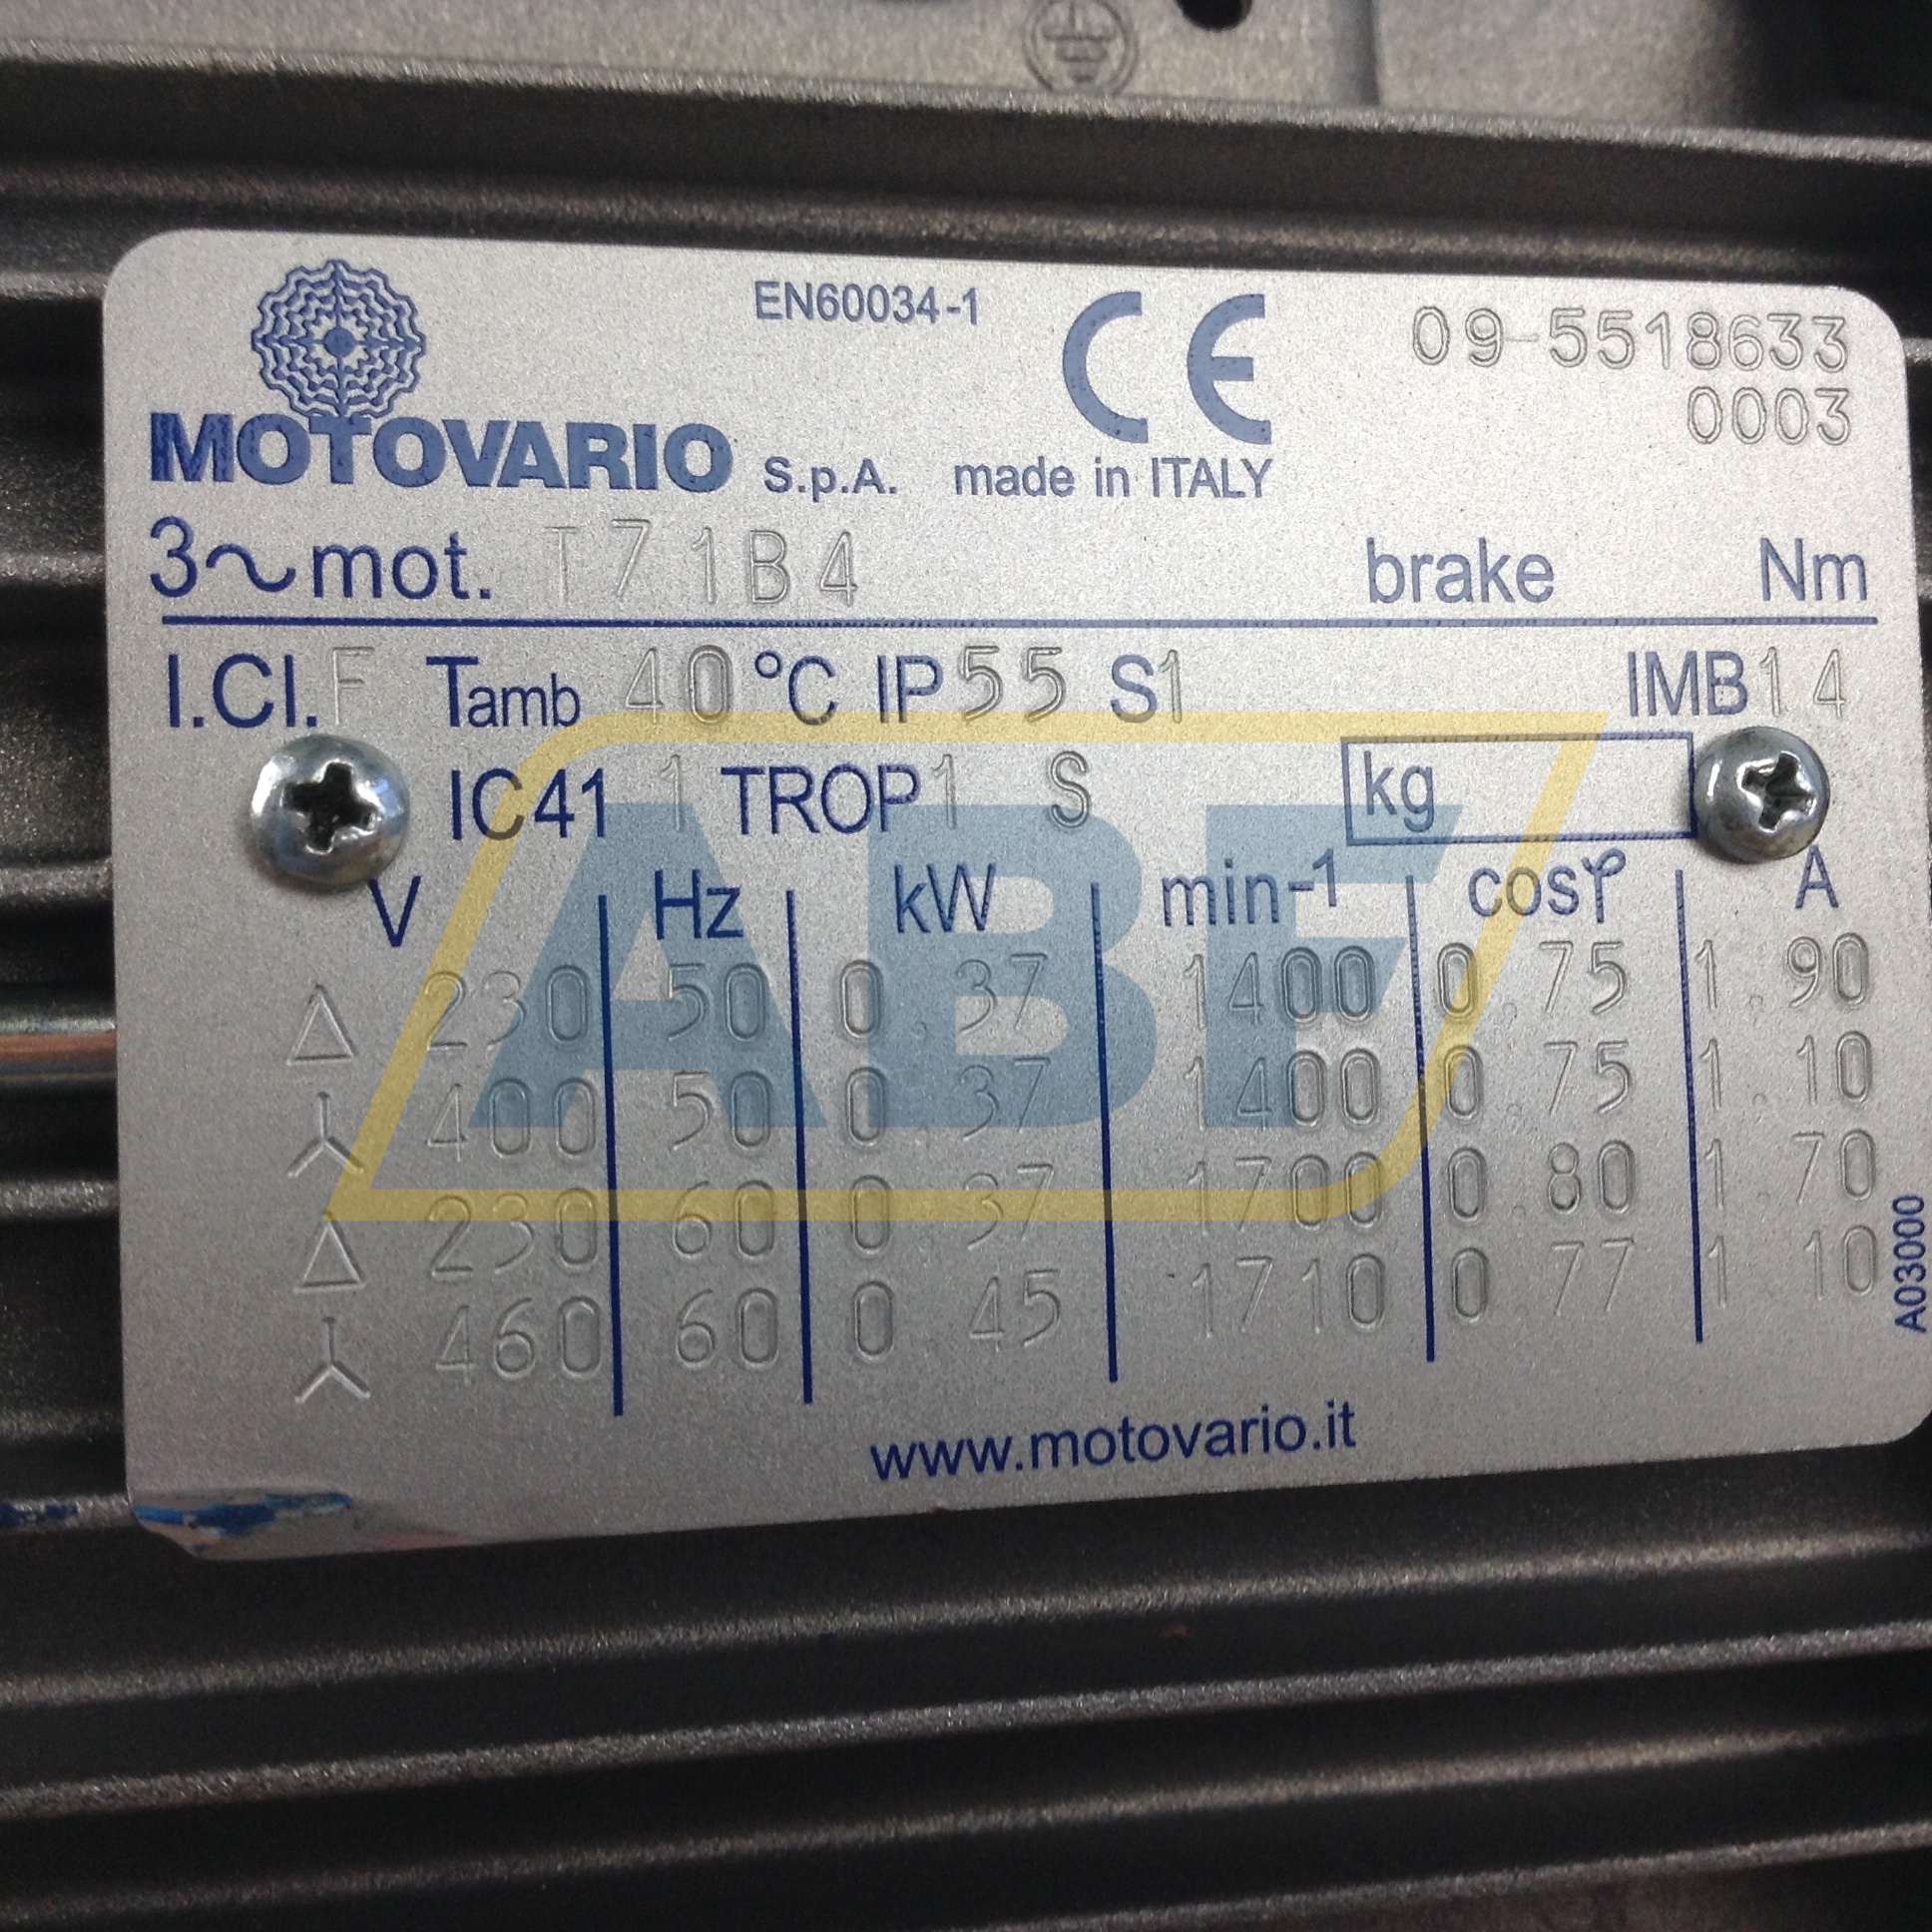 EN60034-1 CE 09-5518633
0003
MOTOVARIO S.p.A. made in ITALY
3~mot. T71B4 brake Nm
I.Cl. F Tamb 40 °C IP55 S1 IMB14
IC41 1 TROP1 S kg
V Hz kW min-1 cosφ A
△ 230 50 0.37 1400 0.75 1.90
⅄ 400 50 0.37 1400 0.75 1.10
△ 230 60 0.37 1700 0.80 1.70
⅄ 460 60 0.45 1710 0.77 1.10
www.motovario.it
A03000
ABF